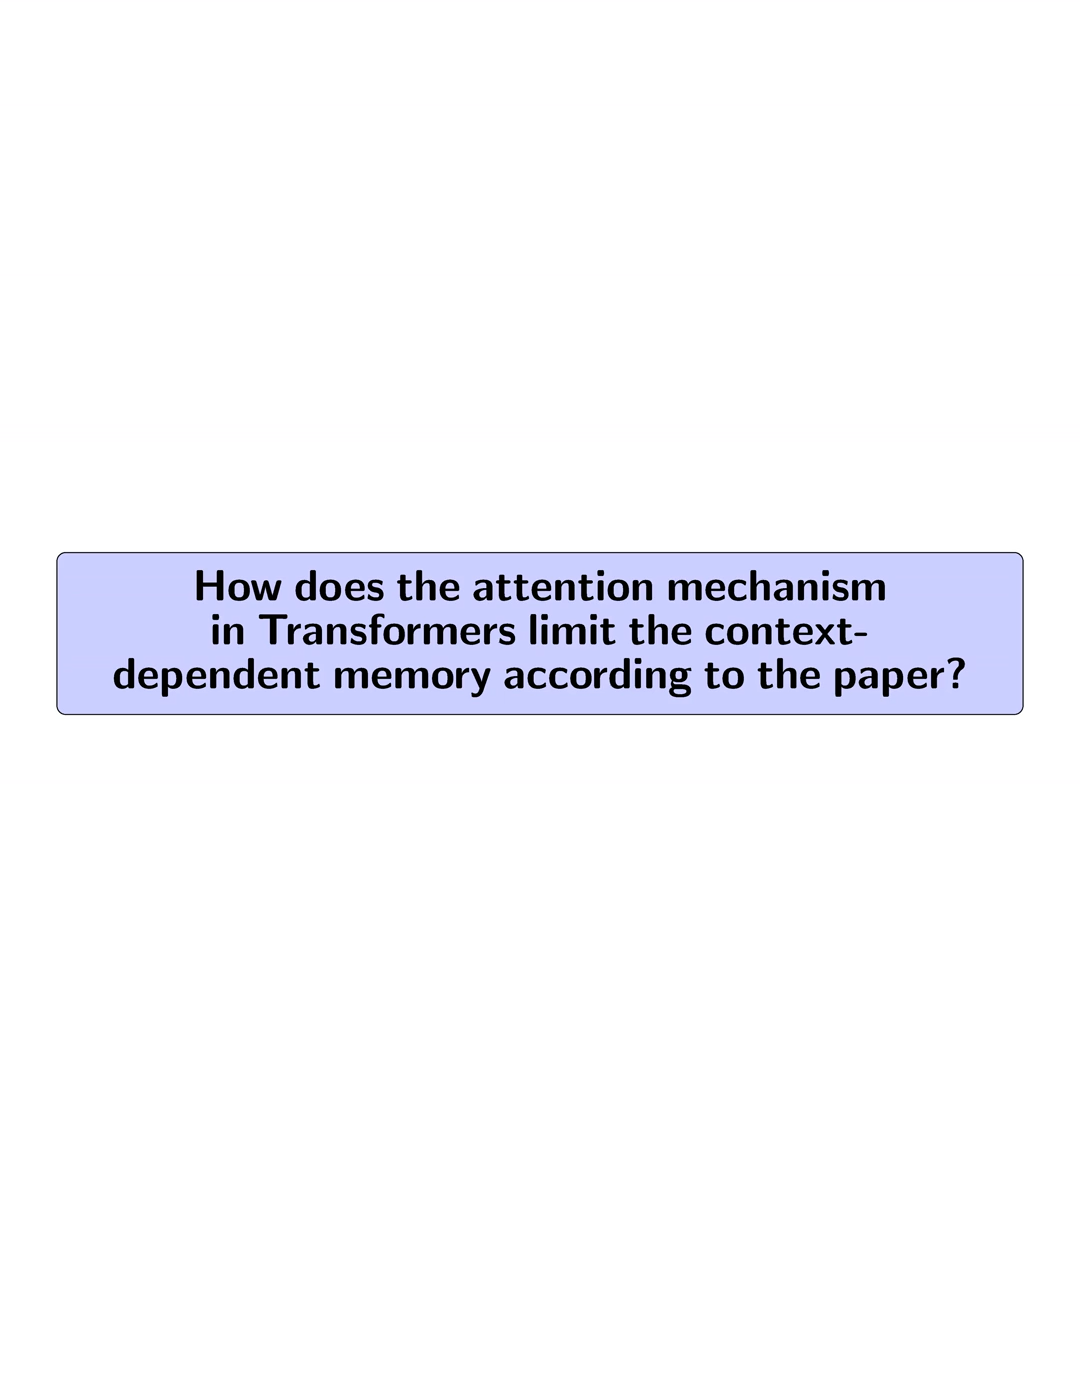 How does the attention mechanism
in Transformers limit the context-
dependent memory according to the paper?